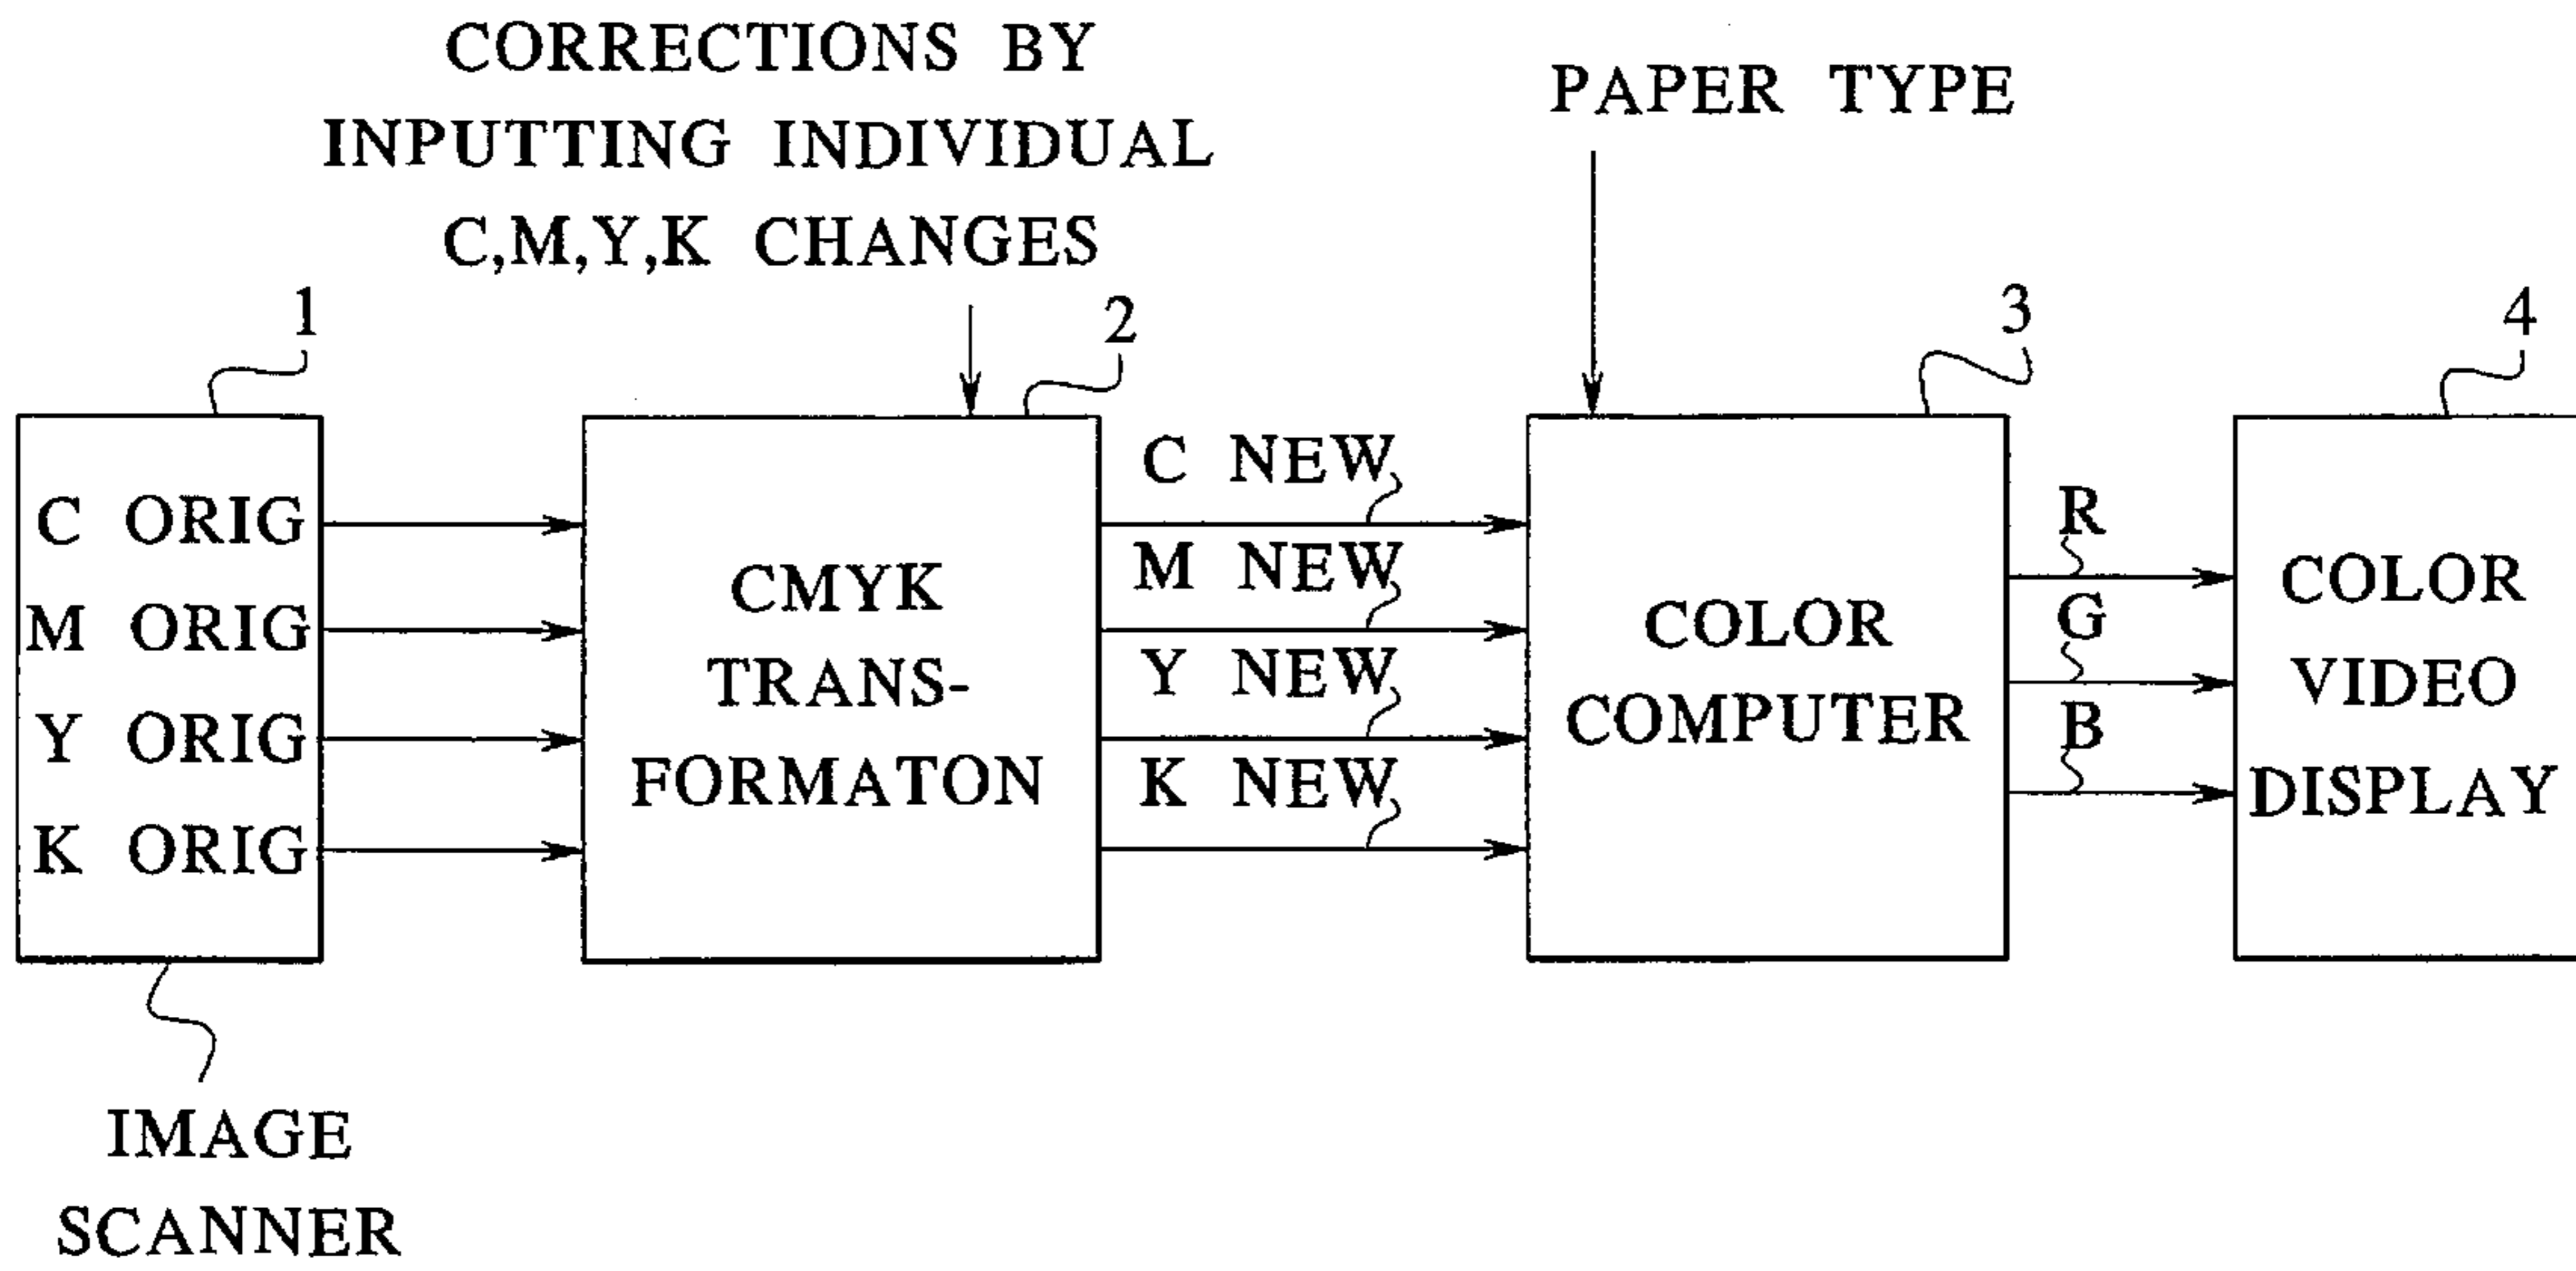 CORRECTIONS BY
INPUTTING INDIVIDUAL
C,M,Y,K CHANGES
PAPER TYPE
1
2
3
4
C ORIG
M ORIG
Y ORIG
K ORIG
IMAGE
SCANNER
CMYK
TRANS-
FORMATON
C NEW
M NEW
Y NEW
K NEW
COLOR
COMPUTER
R
G
B
COLOR
VIDEO
DISPLAY